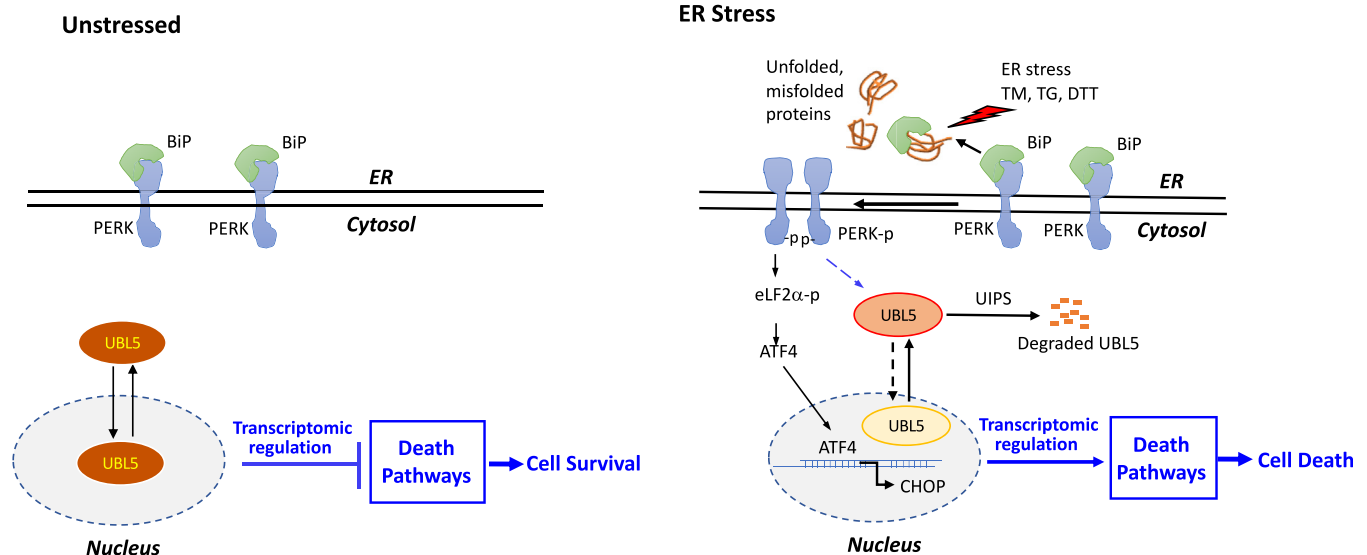 Unstressed
BiP
BiP
ER
PERK
PERK
Cytosol
UBL5
UBL5
Transcriptomic
regulation
Death
Pathways
Cell Survival
Nucleus
ER Stress
Unfolded,
misfolded
proteins
ER stress
TM, TG, DTT
BiP
BiP
ER
-p
p-
PERK-p
PERK
PERK
Cytosol
eLF2α-p
UBL5
UIPS
Degraded UBL5
ATF4
UBL5
ATF4
CHOP
Transcriptomic
regulation
Death
Pathways
Cell Death
Nucleus